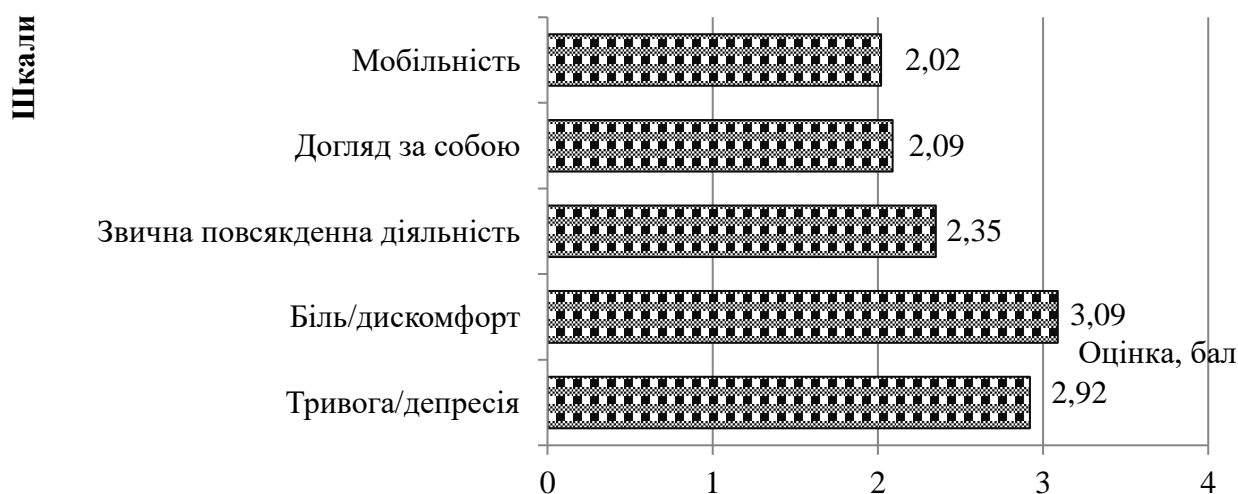 Шкали
Мобільність
2,02
Догляд за собою
2,09
Звична повсякденна діяльність
2,35
Біль/дискомфорт
3,09
Оцінка, бал
Тривога/депресія
2,92
0 1 2 3 4